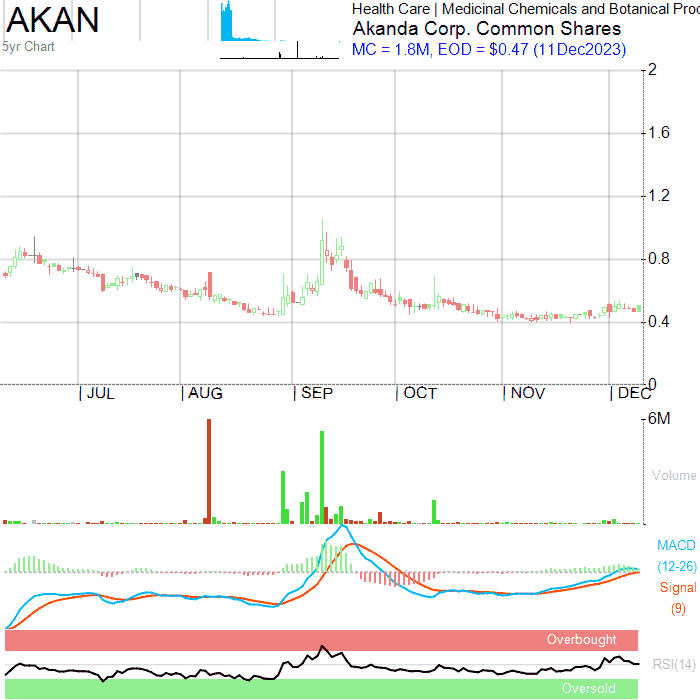 AKAN
5yr Chart
Health Care | Medicinal Chemicals and Botanical Proc
Akanda Corp. Common Shares
MC = 1.8M, EOD = $0.47 (11Dec2023)
2
1.6
1.2
0.8
0.4
0
| JUL | AUG | SEP | OCT | NOV | DEC
6M
Volume
MACD
(12-26)
Signal
(9)
Overbought
RSI(14)
Oversold